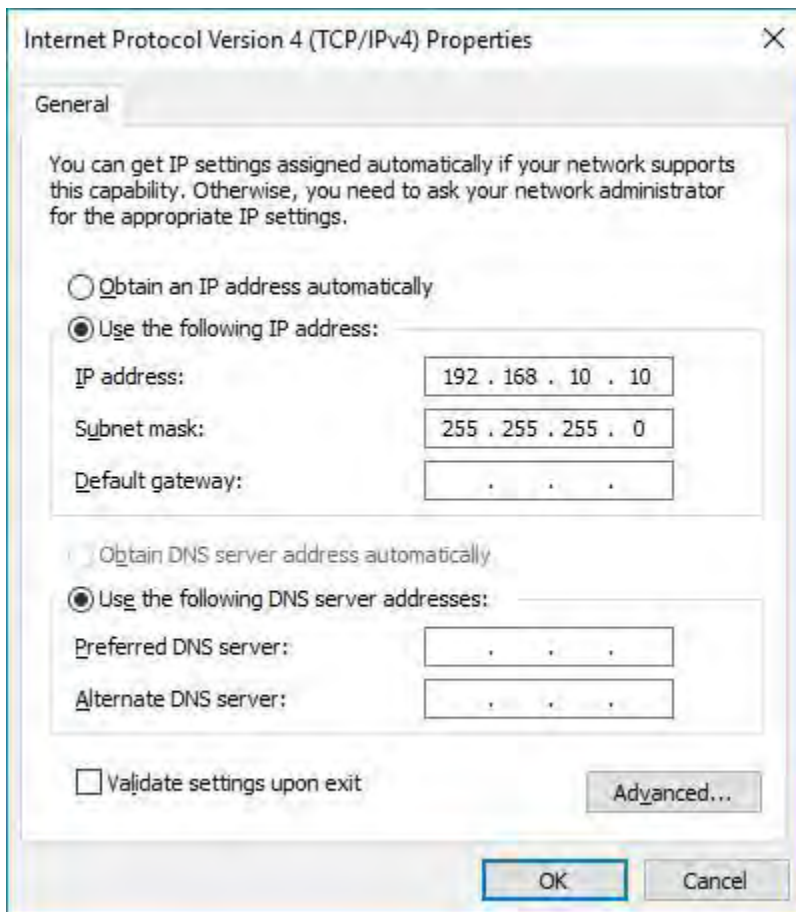 Internet Protocol Version 4 (TCP/IPv4) Properties
General
You can get IP settings assigned automatically if your network supports
this capability. Otherwise, you need to ask your network administrator
for the appropriate IP settings.
Obtain an IP address automatically
Use the following IP address:
IP address: 192 . 168 . 10 . 10
Subnet mask: 255 . 255 . 255 . 0
Default gateway: . . .
Obtain DNS server address automatically
Use the following DNS server addresses:
Preferred DNS server: . . .
Alternate DNS server: . . .
Validate settings upon exit
Advanced...
OK Cancel